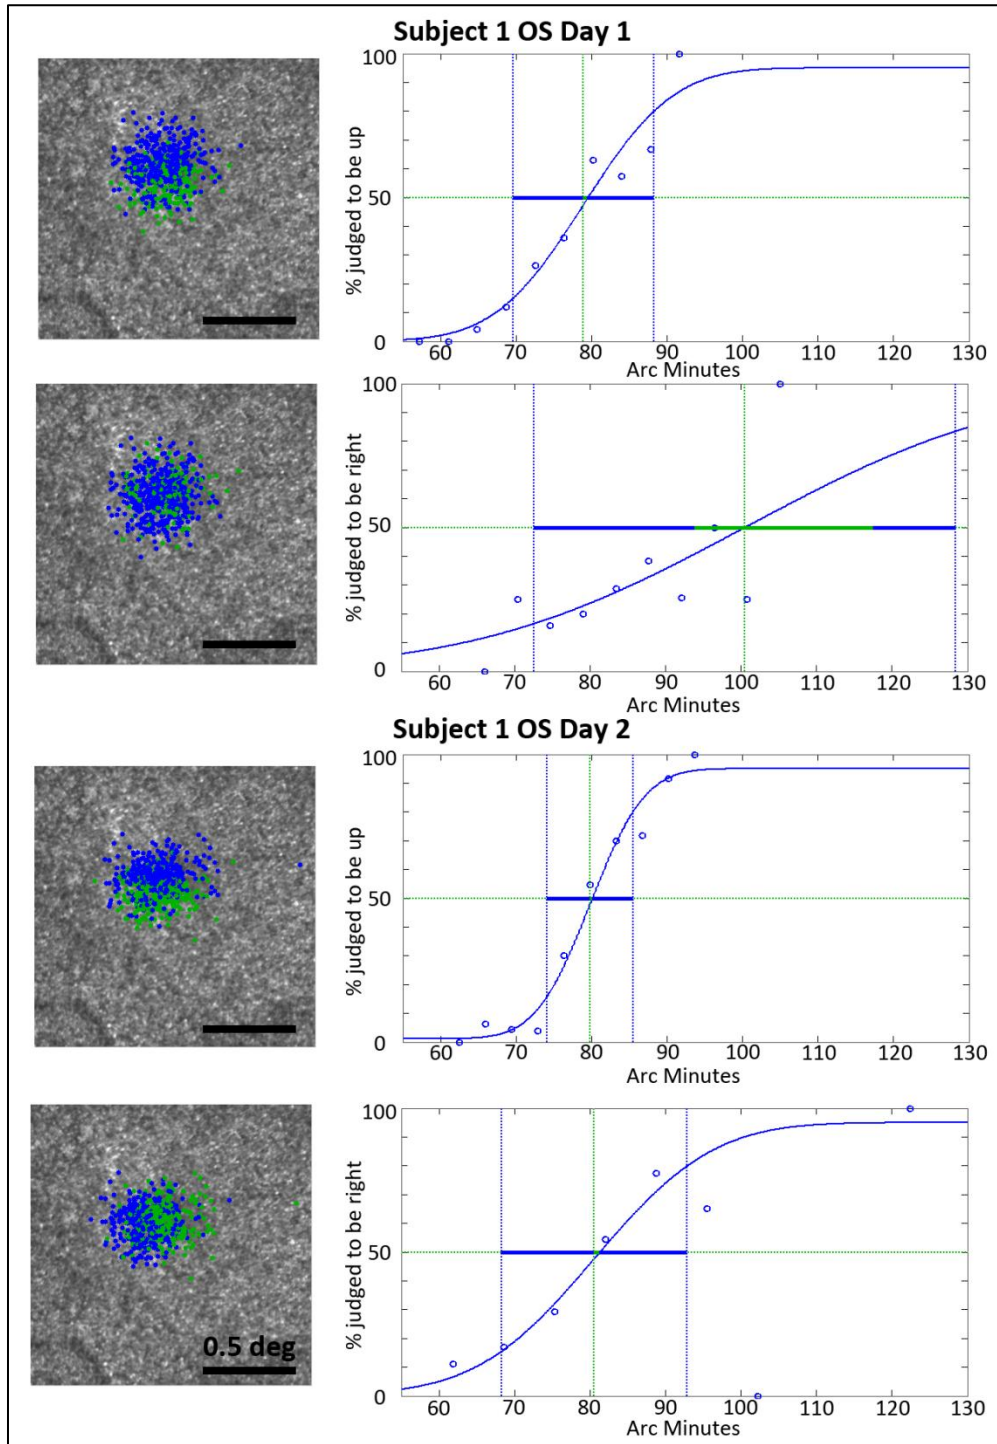 Subject 1 OS Day 1
% judged to be up
100
50
0
60 70 80 90 100 110 120 130
Arc Minutes
% judged to be right
100
50
0
60 70 80 90 100 110 120 130
Arc Minutes
Subject 1 OS Day 2
% judged to be up
100
50
0
60 70 80 90 100 110 120 130
Arc Minutes
0.5 deg
% judged to be right
100
50
0
60 70 80 90 100 110 120 130
Arc Minutes